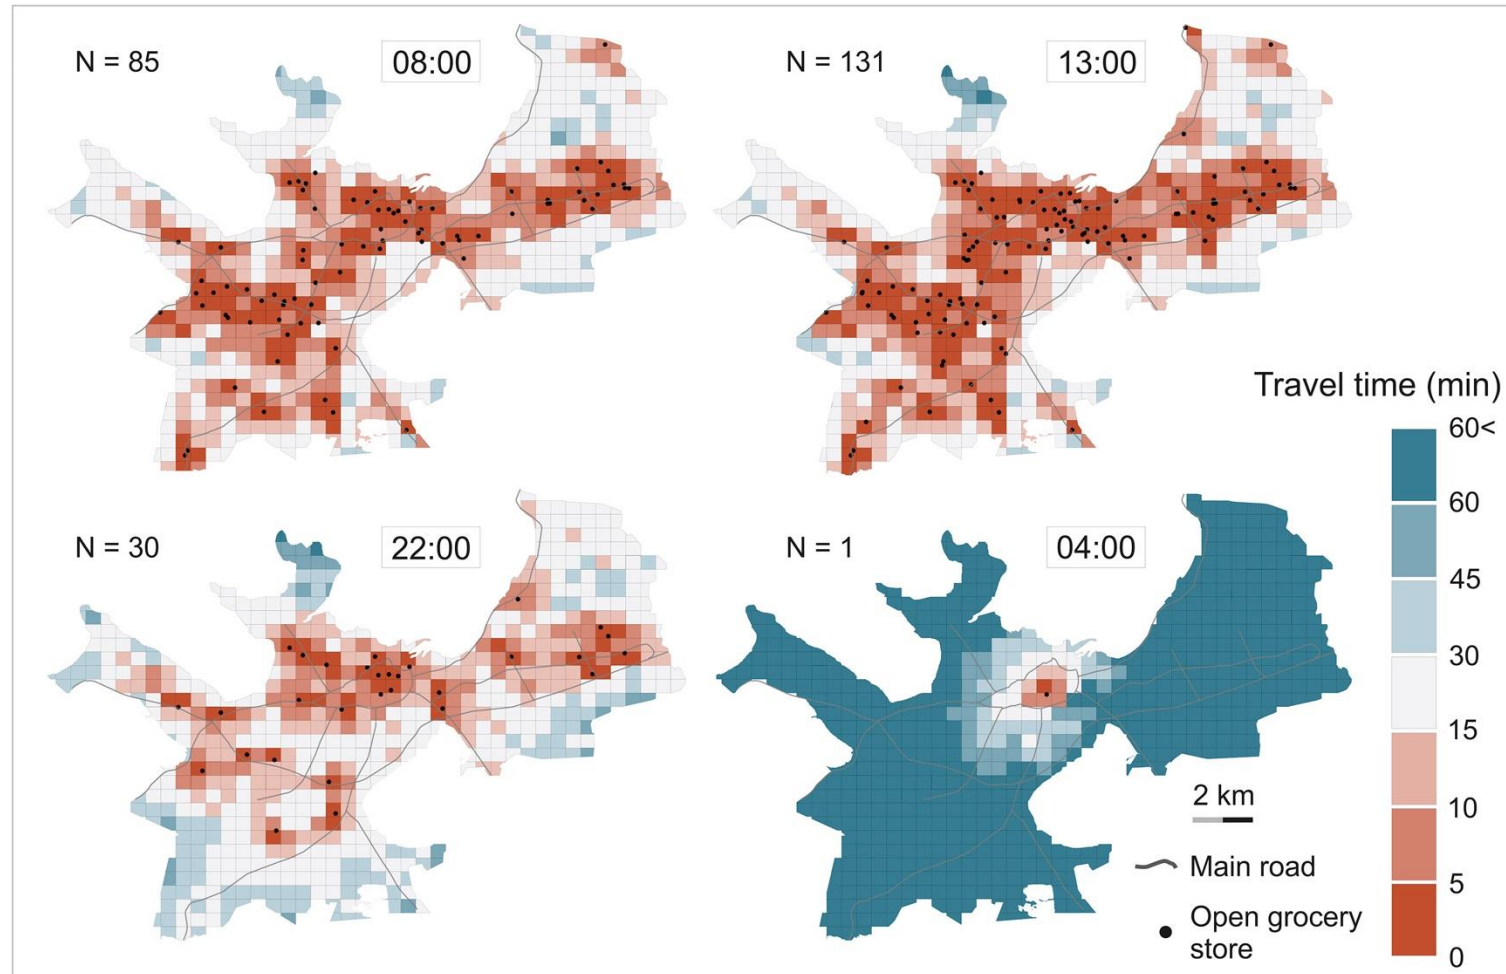 N = 85
08:00
N = 131
13:00
N = 30
22:00
N = 1
04:00
Travel time (min)
60<
60
45
30
15
10
5
0
2 km
Main road
Open grocery
store